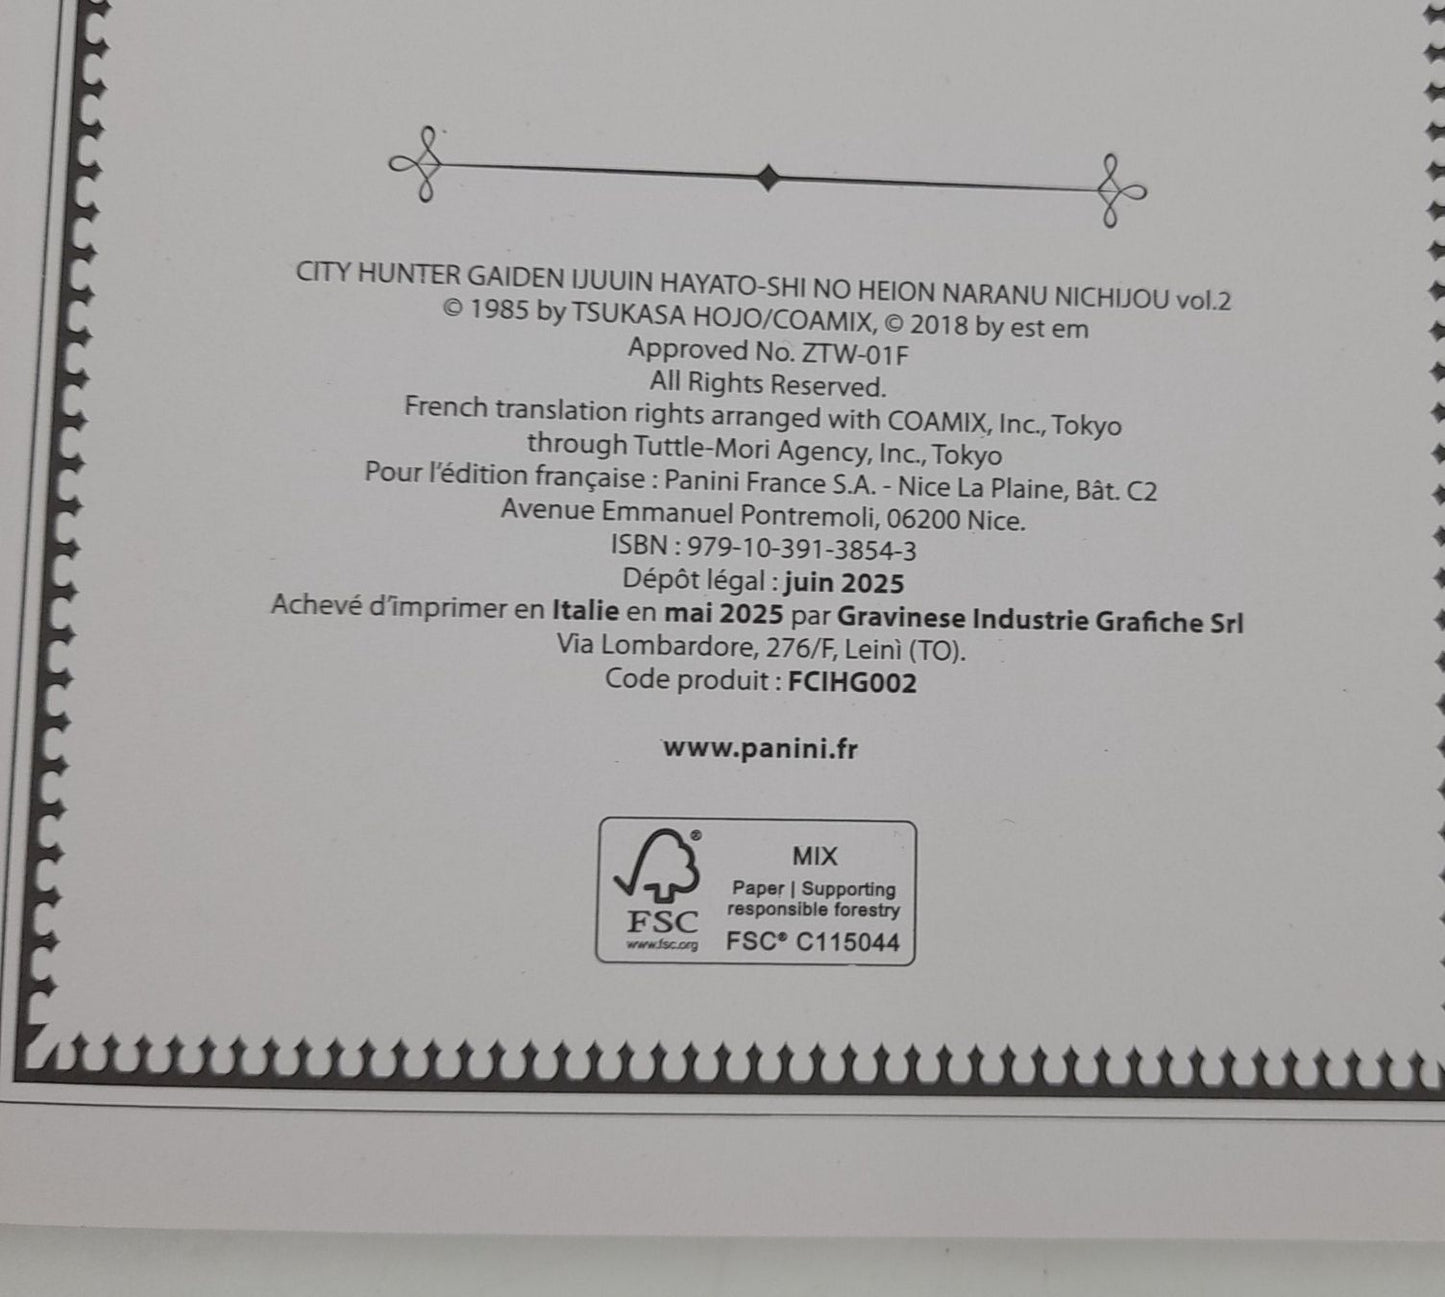 CITY HUNTER GAIDEN IJUUIN HAYATO-SHI NO HEION NARANU NICHIJOU vol.2
© 1985 by TSUKASA HOJO/COAMIX, © 2018 by est em
Approved No. ZTW-01F
All Rights Reserved.
French translation rights arranged with COAMIX, Inc., Tokyo
through Tuttle-Mori Agency, Inc., Tokyo
Pour l'édition française : Panini France S.A. - Nice La Plaine, Bât. C2
Avenue Emmanuel Pontremoli, 06200 Nice.
ISBN : 979-10-391-3854-3
Dépôt légal : juin 2025
Achevé d'imprimer en Italie en mai 2025 par Gravinese Industrie Grafiche Srl
Via Lombardore, 276/F, Leinì (TO).
Code produit : FCIHG002
www.panini.fr
®
FSC
www.fsc.org
MIX
Paper | Supporting
responsible forestry
FSC® C115044